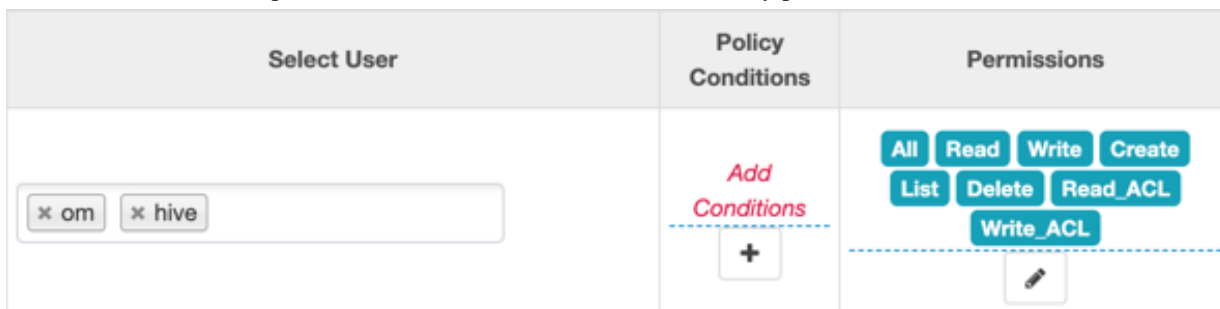 Select User
Policy
Conditions
Permissions
× om × hive
Add
Conditions
+
All Read Write Create
List Delete Read_ACL
Write_ACL